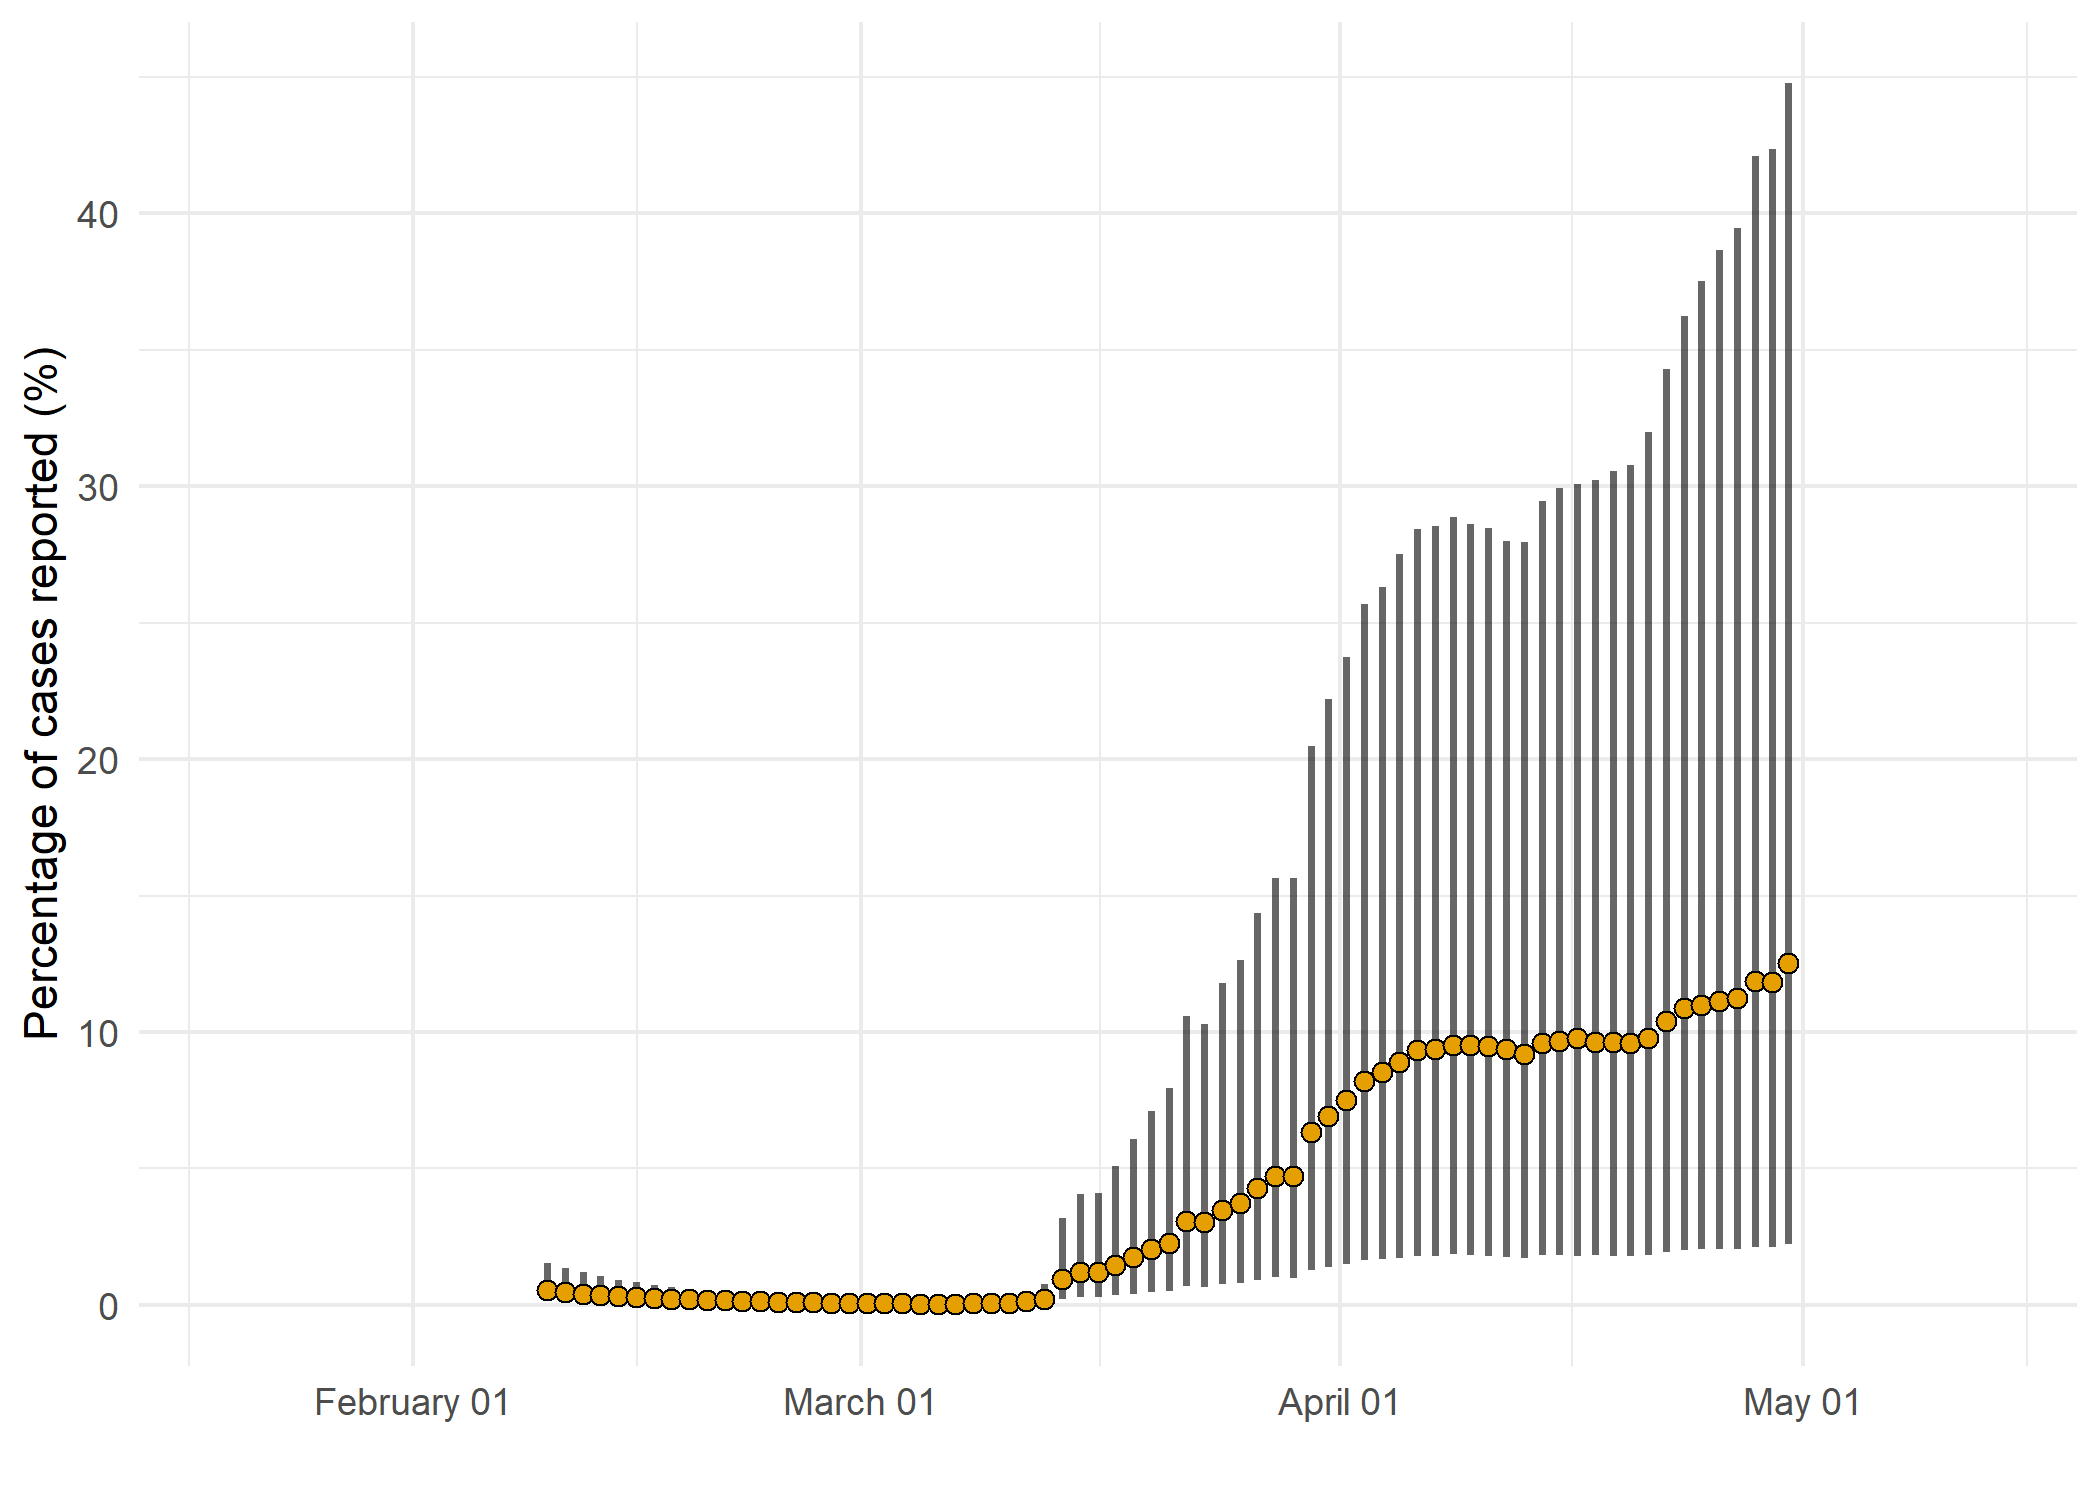 Percentage of cases reported (%)
40
30
20
10
0
February 01
March 01
April 01
May 01